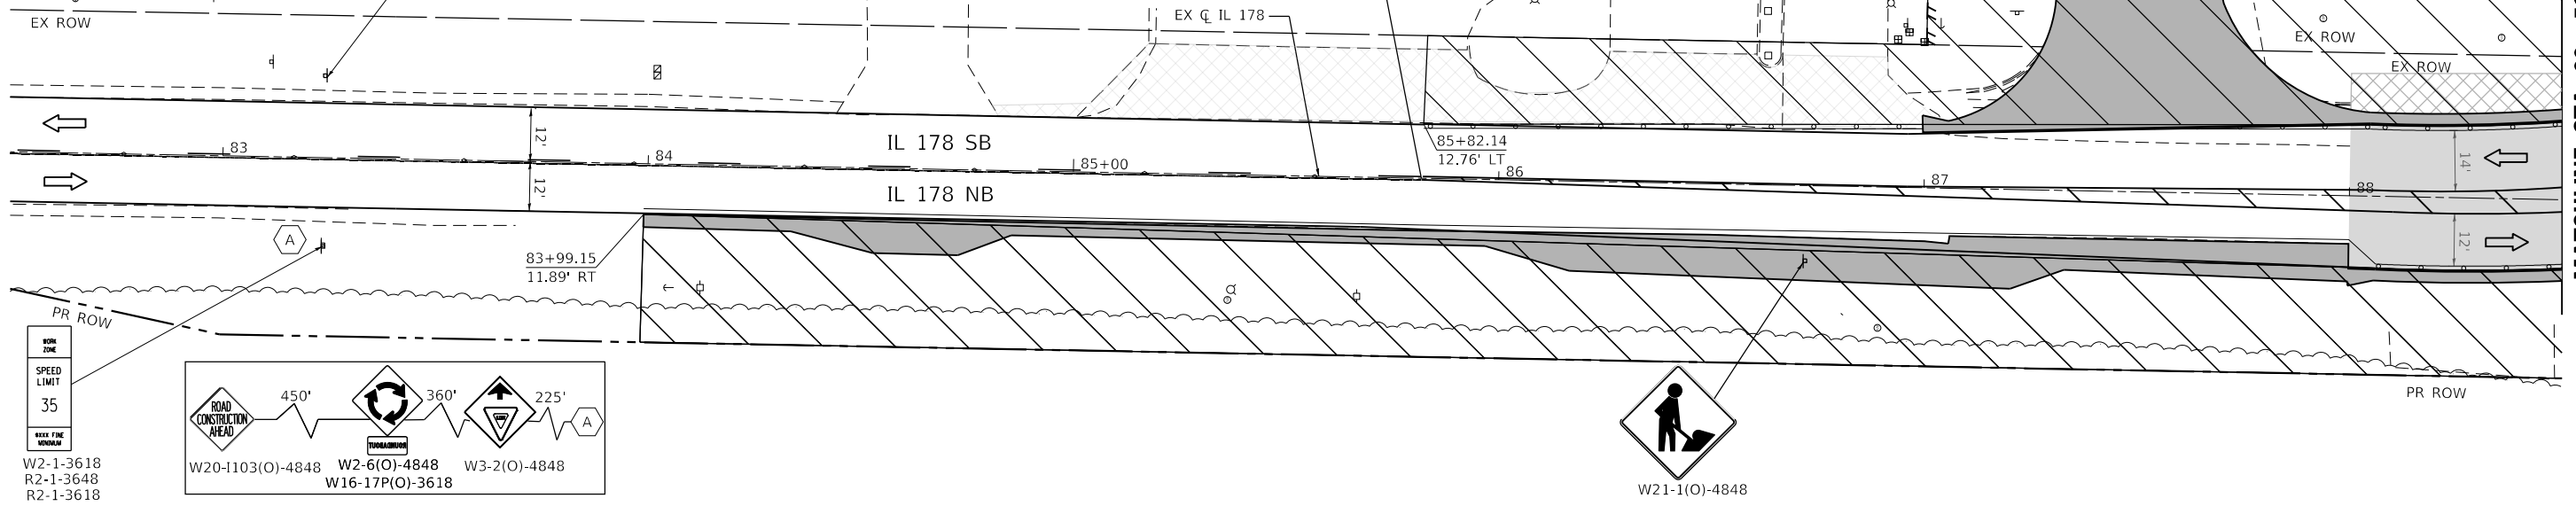 EX ROW
EX ℄ IL 178
EX ROW
EX ROW
83
84
85+00
86
87
88
12'
12'
14'
12'
IL 178 SB
IL 178 NB
85+82.14
12.76' LT
83+99.15
11.89' RT
A
PR ROW
PR ROW
WORK
ZONE
SPEED
LIMIT
35
$XXX FINE
MINIMUM
W2-1-3618
R2-1-3648
R2-1-3618
ROAD
CONSTRUCTION
AHEAD
450'
360'
225'
A
W20-I103(O)-4848
W2-6(O)-4848
W16-17P(O)-3618
W3-2(O)-4848
W21-1(O)-4848